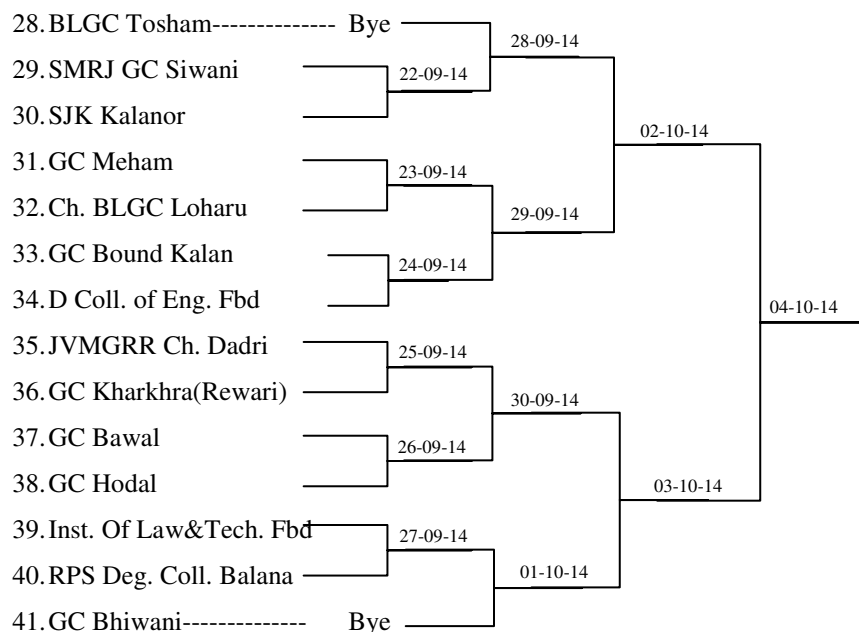 28. BLGC Tosham-------------- Bye
28-09-14
29. SMRJ GC Siwani
22-09-14
30. SJK Kalanor
02-10-14
31. GC Meham
23-09-14
32. Ch. BLGC Loharu
29-09-14
33. GC Bound Kalan
24-09-14
34. D Coll. of Eng. Fbd
04-10-14
35. JVMGRR Ch. Dadri
25-09-14
36. GC Kharkhra(Rewari)
30-09-14
37. GC Bawal
26-09-14
38. GC Hodal
03-10-14
39. Inst. Of Law&Tech. Fbd
27-09-14
40. RPS Deg. Coll. Balana
01-10-14
41. GC Bhiwani-------------- Bye